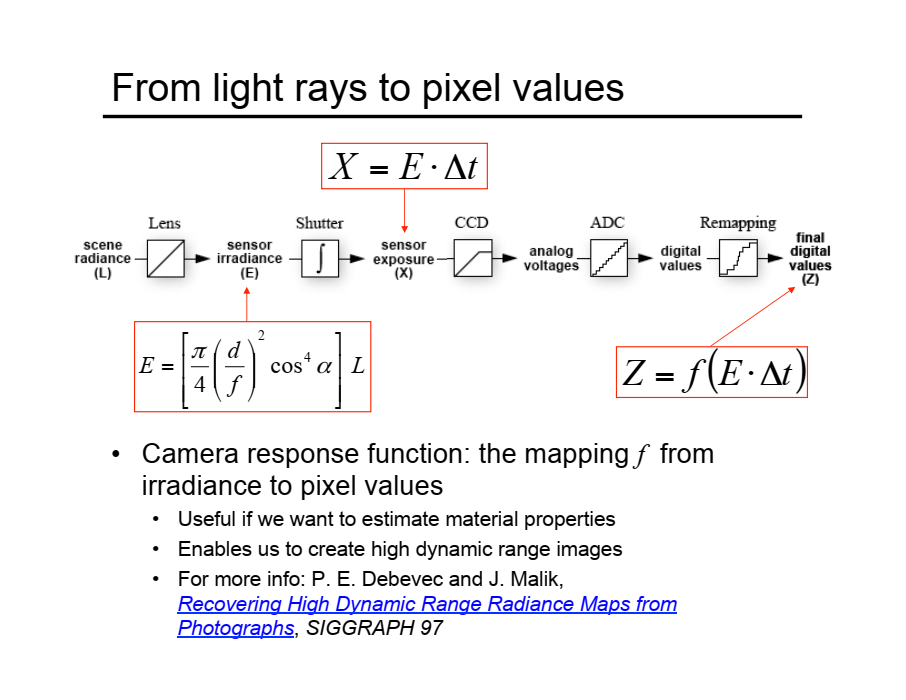 From light rays to pixel values
X = E · Δt
Lens
Shutter
CCD
ADC
Remapping
scene
radiance
(L)
sensor
irradiance
(E)
∫
sensor
exposure
(X)
analog
voltages
digital
values
final
digital
values
(Z)
E = [π/4 (d/f)² cos⁴ α] L
Z = f(E · Δt)
• Camera response function: the mapping f from
irradiance to pixel values
• Useful if we want to estimate material properties
• Enables us to create high dynamic range images
• For more info: P. E. Debevec and J. Malik,
Recovering High Dynamic Range Radiance Maps from
Photographs, SIGGRAPH 97